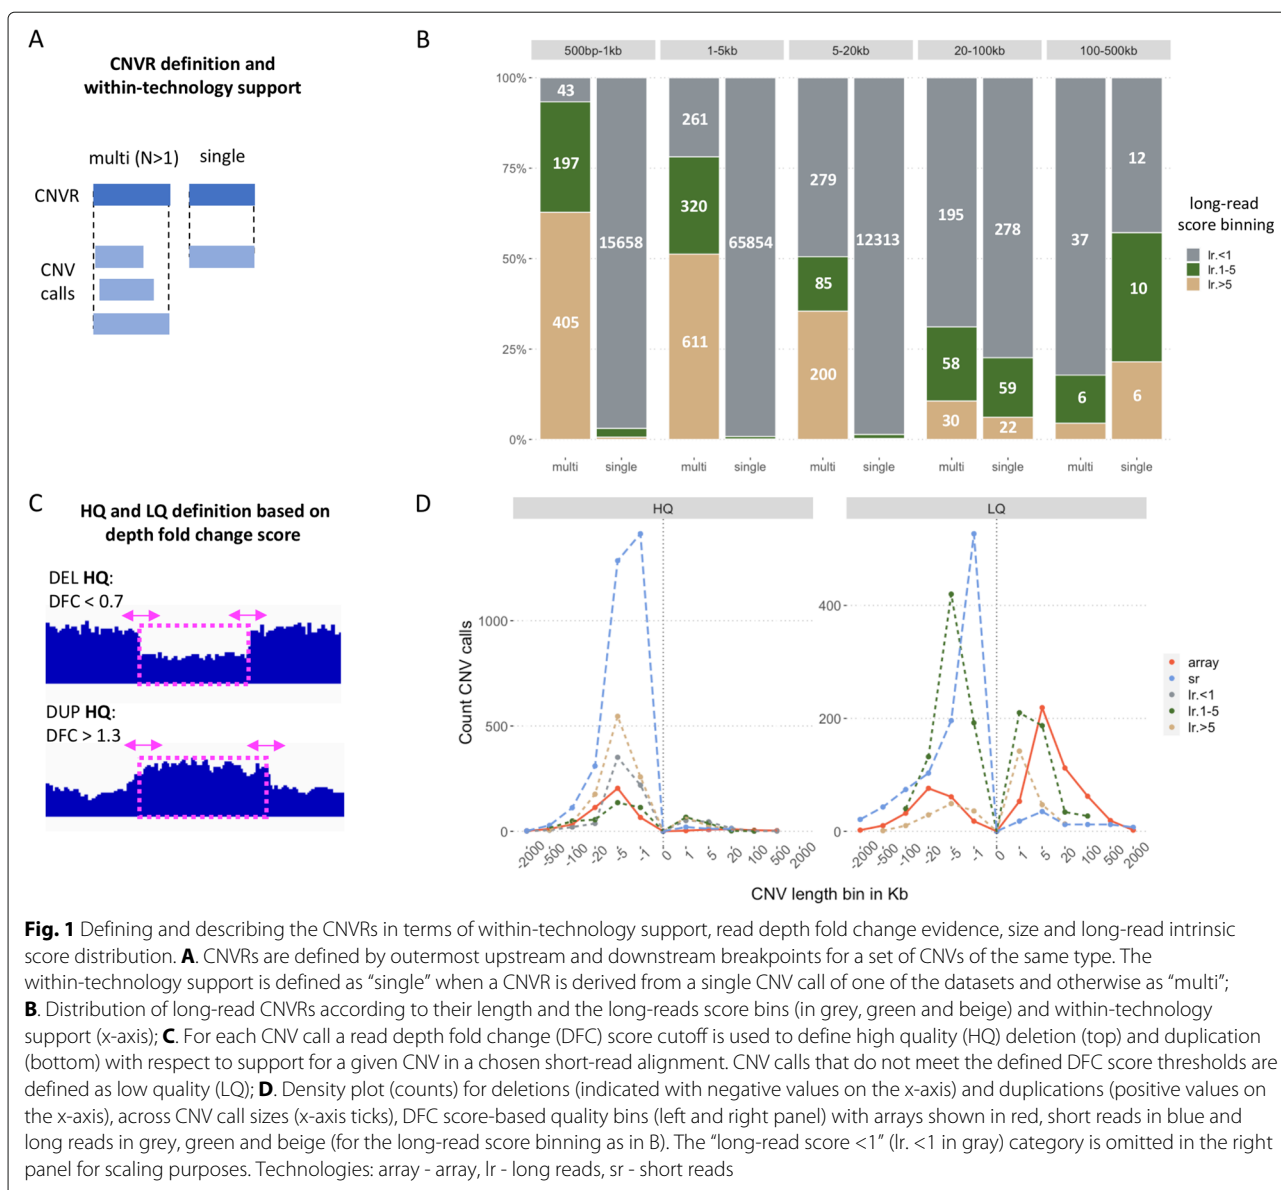 A
CNVR definition and
within-technology support
multi (N>1) single
CNVR
CNV
calls
B
500bp-1kb 1-5kb 5-20kb 20-100kb 100-500kb
100%
75%
50%
25%
0%
43
197
405
15658
261
320
611
65854
279
85
200
12313
195
58
30
278
59
22
37
6
12
10
6
multi single multi single multi single multi single multi single
long-read
score binning
lr.<1
lr.1-5
lr.>5
C
HQ and LQ definition based on
depth fold change score
DEL HQ:
DFC < 0.7
DUP HQ:
DFC > 1.3
D
HQ LQ
Count CNV calls
1000
500
0
400
200
0
-2000 -500 -100 -20 -5 -1 0 1 5 20 100 500 2000
-2000 -500 -100 -20 -5 -1 0 1 5 20 100 500 2000
CNV length bin in Kb
array
sr
lr.<1
lr.1-5
lr.>5
Fig. 1 Defining and describing the CNVRs in terms of within-technology support, read depth fold change evidence, size and long-read intrinsic
score distribution. A. CNVRs are defined by outermost upstream and downstream breakpoints for a set of CNVs of the same type. The
within-technology support is defined as “single” when a CNVR is derived from a single CNV call of one of the datasets and otherwise as “multi”;
B. Distribution of long-read CNVRs according to their length and the long-reads score bins (in grey, green and beige) and within-technology
support (x-axis); C. For each CNV call a read depth fold change (DFC) score cutoff is used to define high quality (HQ) deletion (top) and duplication
(bottom) with respect to support for a given CNV in a chosen short-read alignment. CNV calls that do not meet the defined DFC score thresholds are
defined as low quality (LQ); D. Density plot (counts) for deletions (indicated with negative values on the x-axis) and duplications (positive values on
the x-axis), across CNV call sizes (x-axis ticks), DFC score-based quality bins (left and right panel) with arrays shown in red, short reads in blue and
long reads in grey, green and beige (for the long-read score binning as in B). The “long-read score <1” (lr. <1 in gray) category is omitted in the right
panel for scaling purposes. Technologies: array - array, lr - long reads, sr - short reads